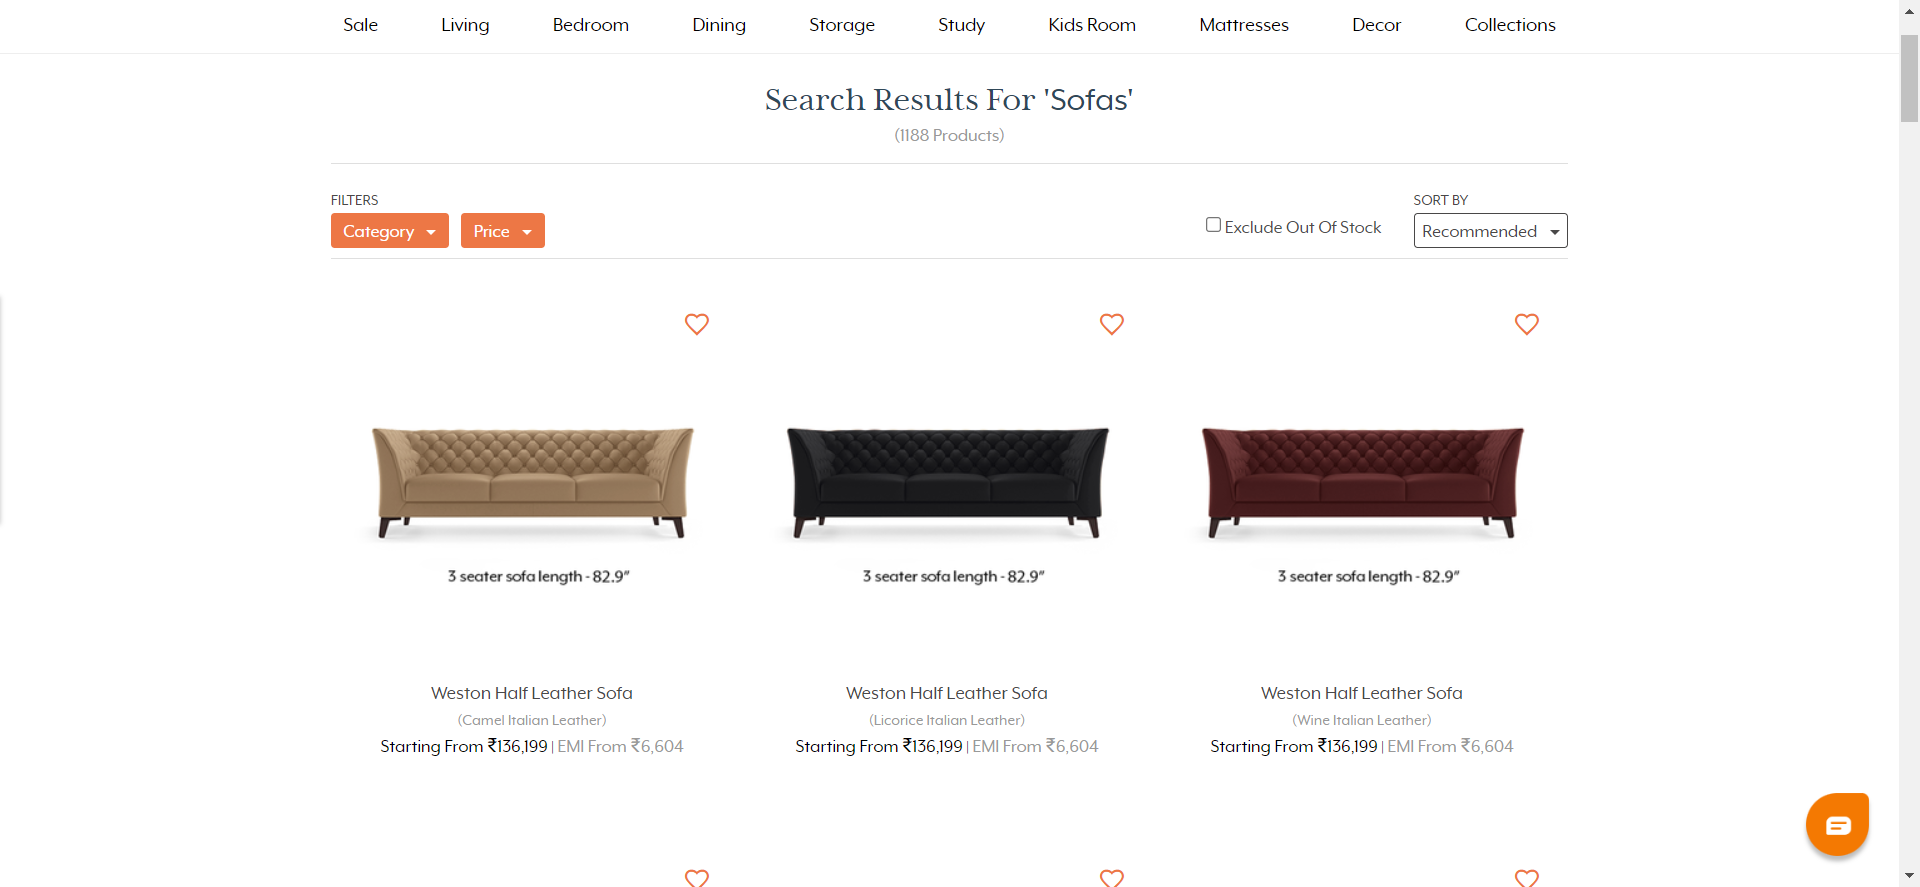 Sale Living Bedroom Dining Storage Study Kids Room Mattresses Decor Collections
Search Results For 'Sofas'
(1188 Products)
FILTERS
Category Price
Exclude Out Of Stock
SORT BY
Recommended
3 seater sofa length - 82.9"
3 seater sofa length - 82.9"
3 seater sofa length - 82.9"
Weston Half Leather Sofa
(Camel Italian Leather)
Starting From ₹136,199 | EMI From ₹6,604
Weston Half Leather Sofa
(Licorice Italian Leather)
Starting From ₹136,199 | EMI From ₹6,604
Weston Half Leather Sofa
(Wine Italian Leather)
Starting From ₹136,199 | EMI From ₹6,604